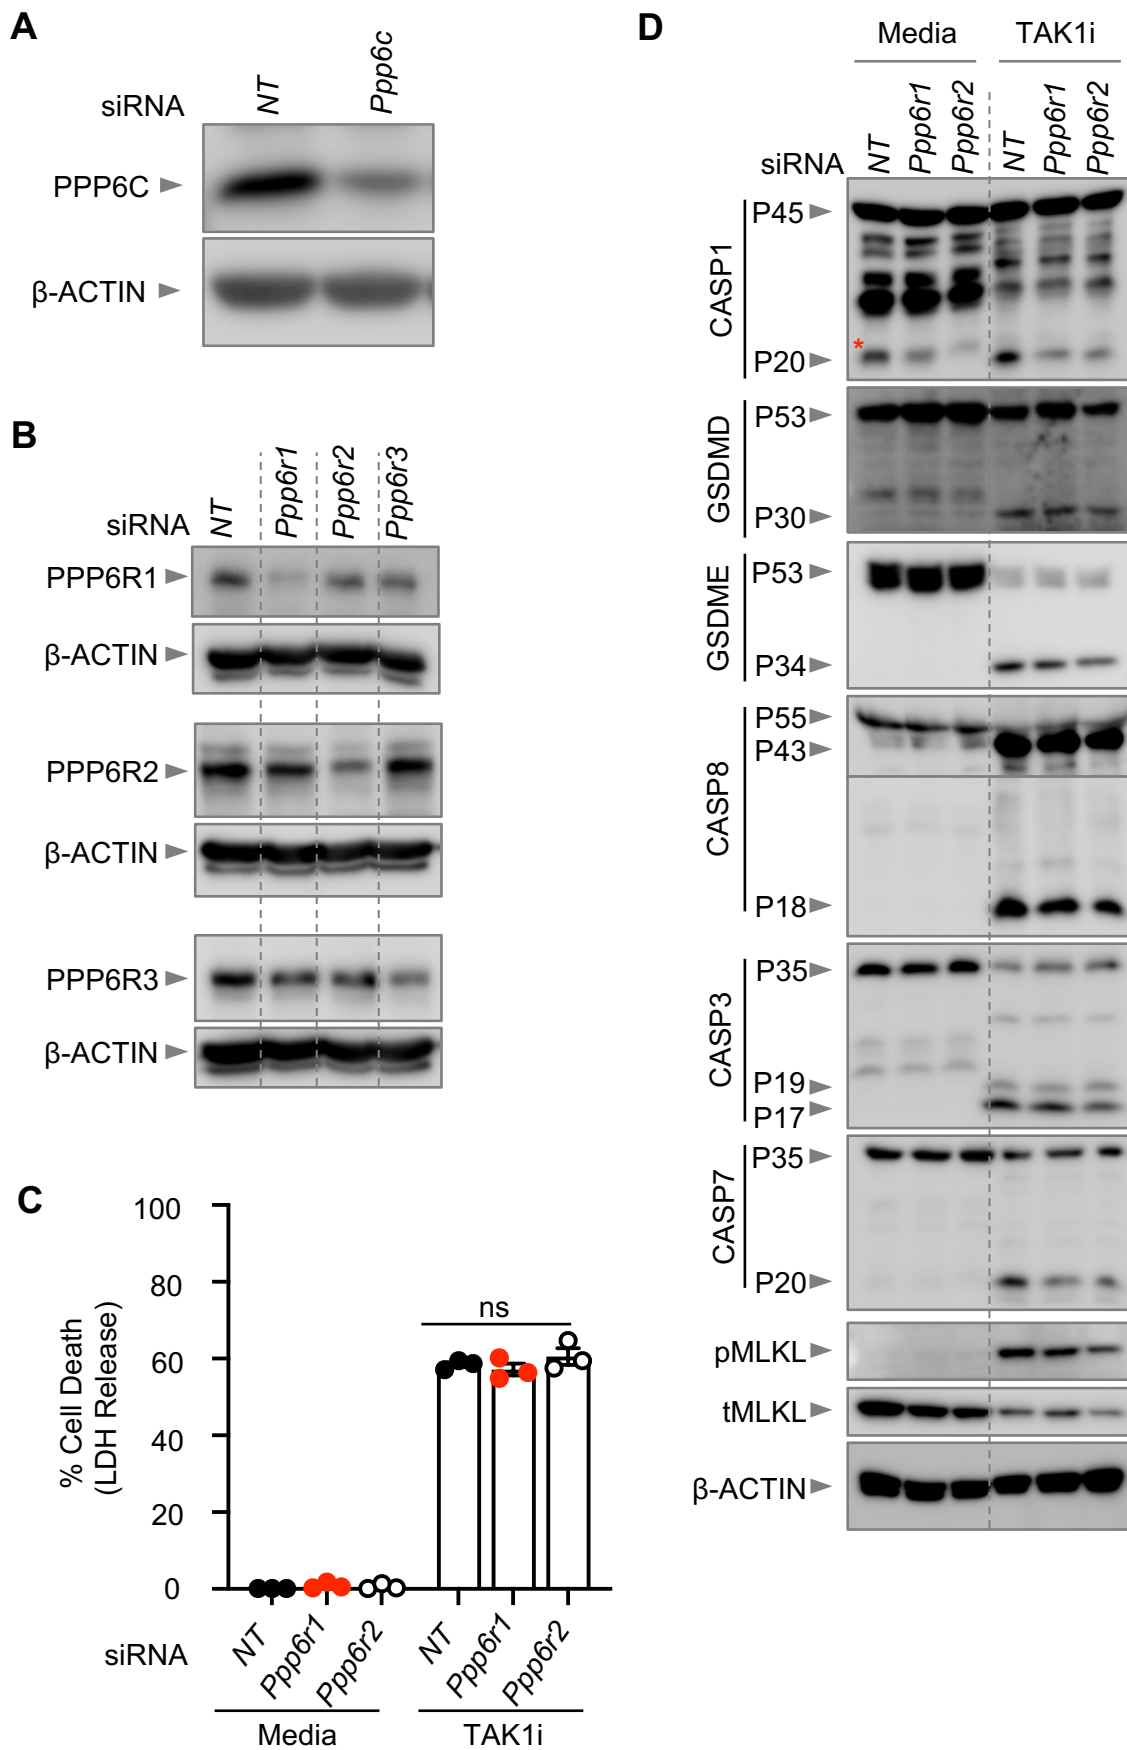 A
siRNA NT Ppp6c
PPP6C
β-ACTIN
B
siRNA NT Ppp6r1 Ppp6r2 Ppp6r3
PPP6R1
β-ACTIN
PPP6R2
β-ACTIN
PPP6R3
β-ACTIN
C
% Cell Death
(LDH Release)
100
80
60
40
20
0
ns
siRNA NT Ppp6r1 Ppp6r2 NT Ppp6r1 Ppp6r2
Media TAK1i
D
Media TAK1i
siRNA NT Ppp6r1 Ppp6r2 NT Ppp6r1 Ppp6r2
CASP1
P45
*
P20
GSDMD
P53
P30
GSDME
P53
P34
CASP8
P55
P43
P18
CASP3
P35
P19
P17
CASP7
P35
P20
pMLKL
tMLKL
β-ACTIN